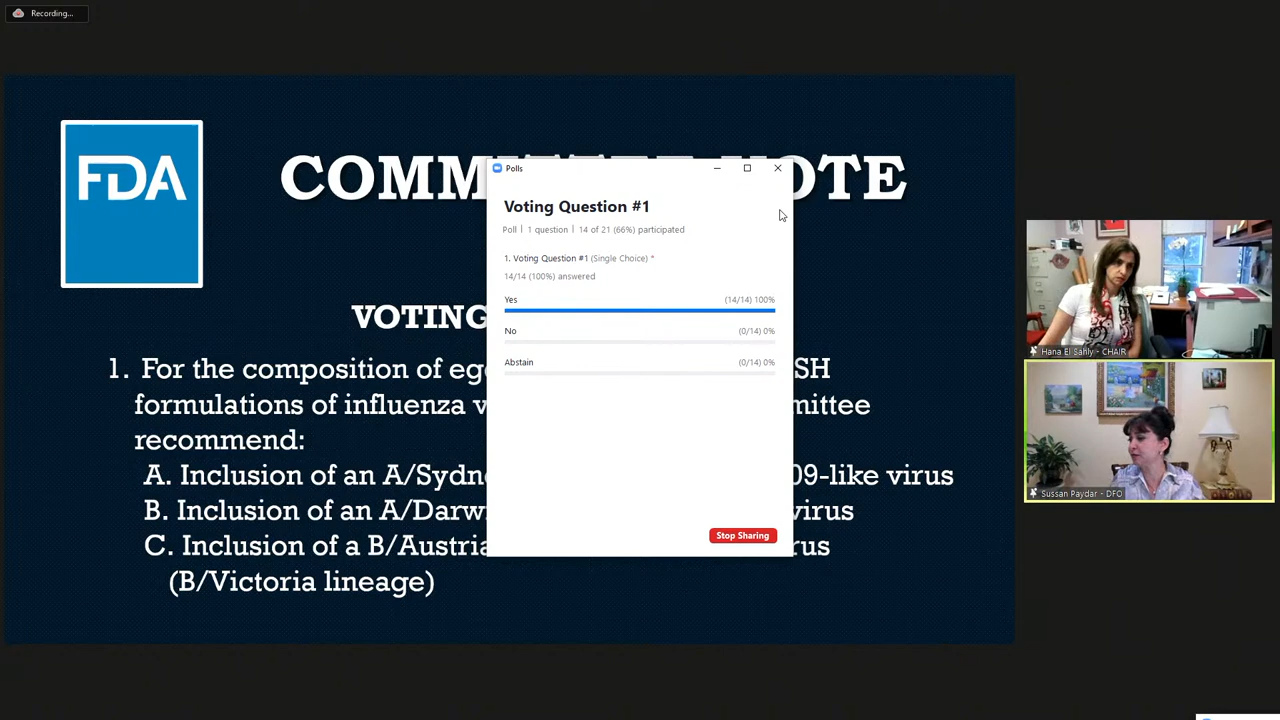 Recording...
FDA
COMM
OTE
Polls
Voting Question #1
Poll | 1 question | 14 of 21 (66%) participated
1. Voting Question #1 (Single Choice) *
14/14 (100%) answered
Yes (14/14) 100%
No (0/14) 0%
Abstain (0/14) 0%
Stop Sharing
VOTING
1. For the composition of eg SH
formulations of influenza v mittee
recommend:
A. Inclusion of an A/Sydn 09-like virus
B. Inclusion of an A/Darw virus
C. Inclusion of a B/Austria rus
(B/Victoria lineage)
Hana El Sahly - CHAIR
Sussan Paydar - DFO